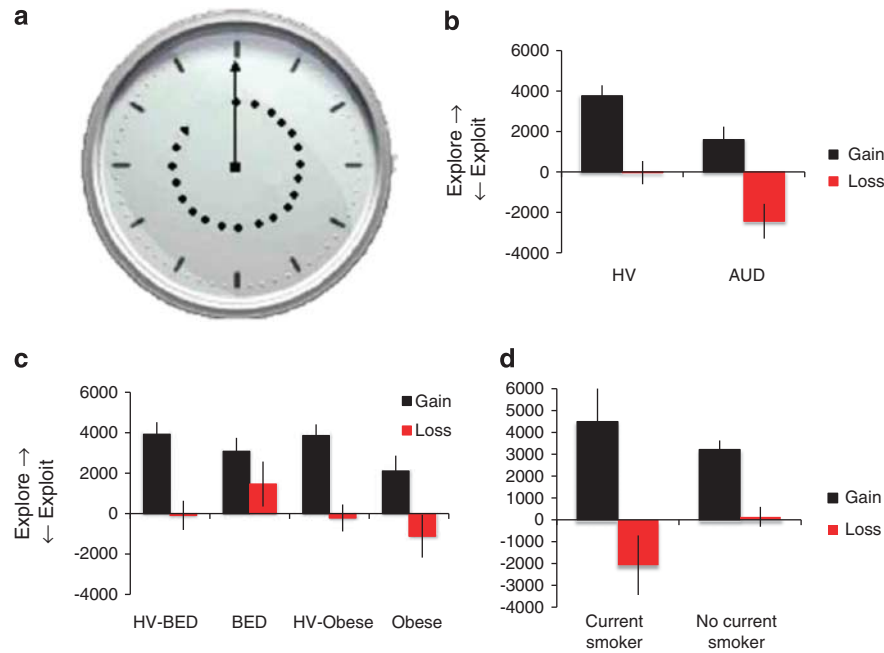 a
b
6000
4000
2000
0
-2000
-4000
Explore →
← Exploit
HV
AUD
Gain
Loss
c
6000
4000
2000
0
-2000
-4000
Explore →
← Exploit
HV-BED
BED
HV-Obese
Obese
Gain
Loss
d
6000
5000
4000
3000
2000
1000
0
-1000
-2000
-3000
-4000
Current
smoker
No current
smoker
Gain
Loss